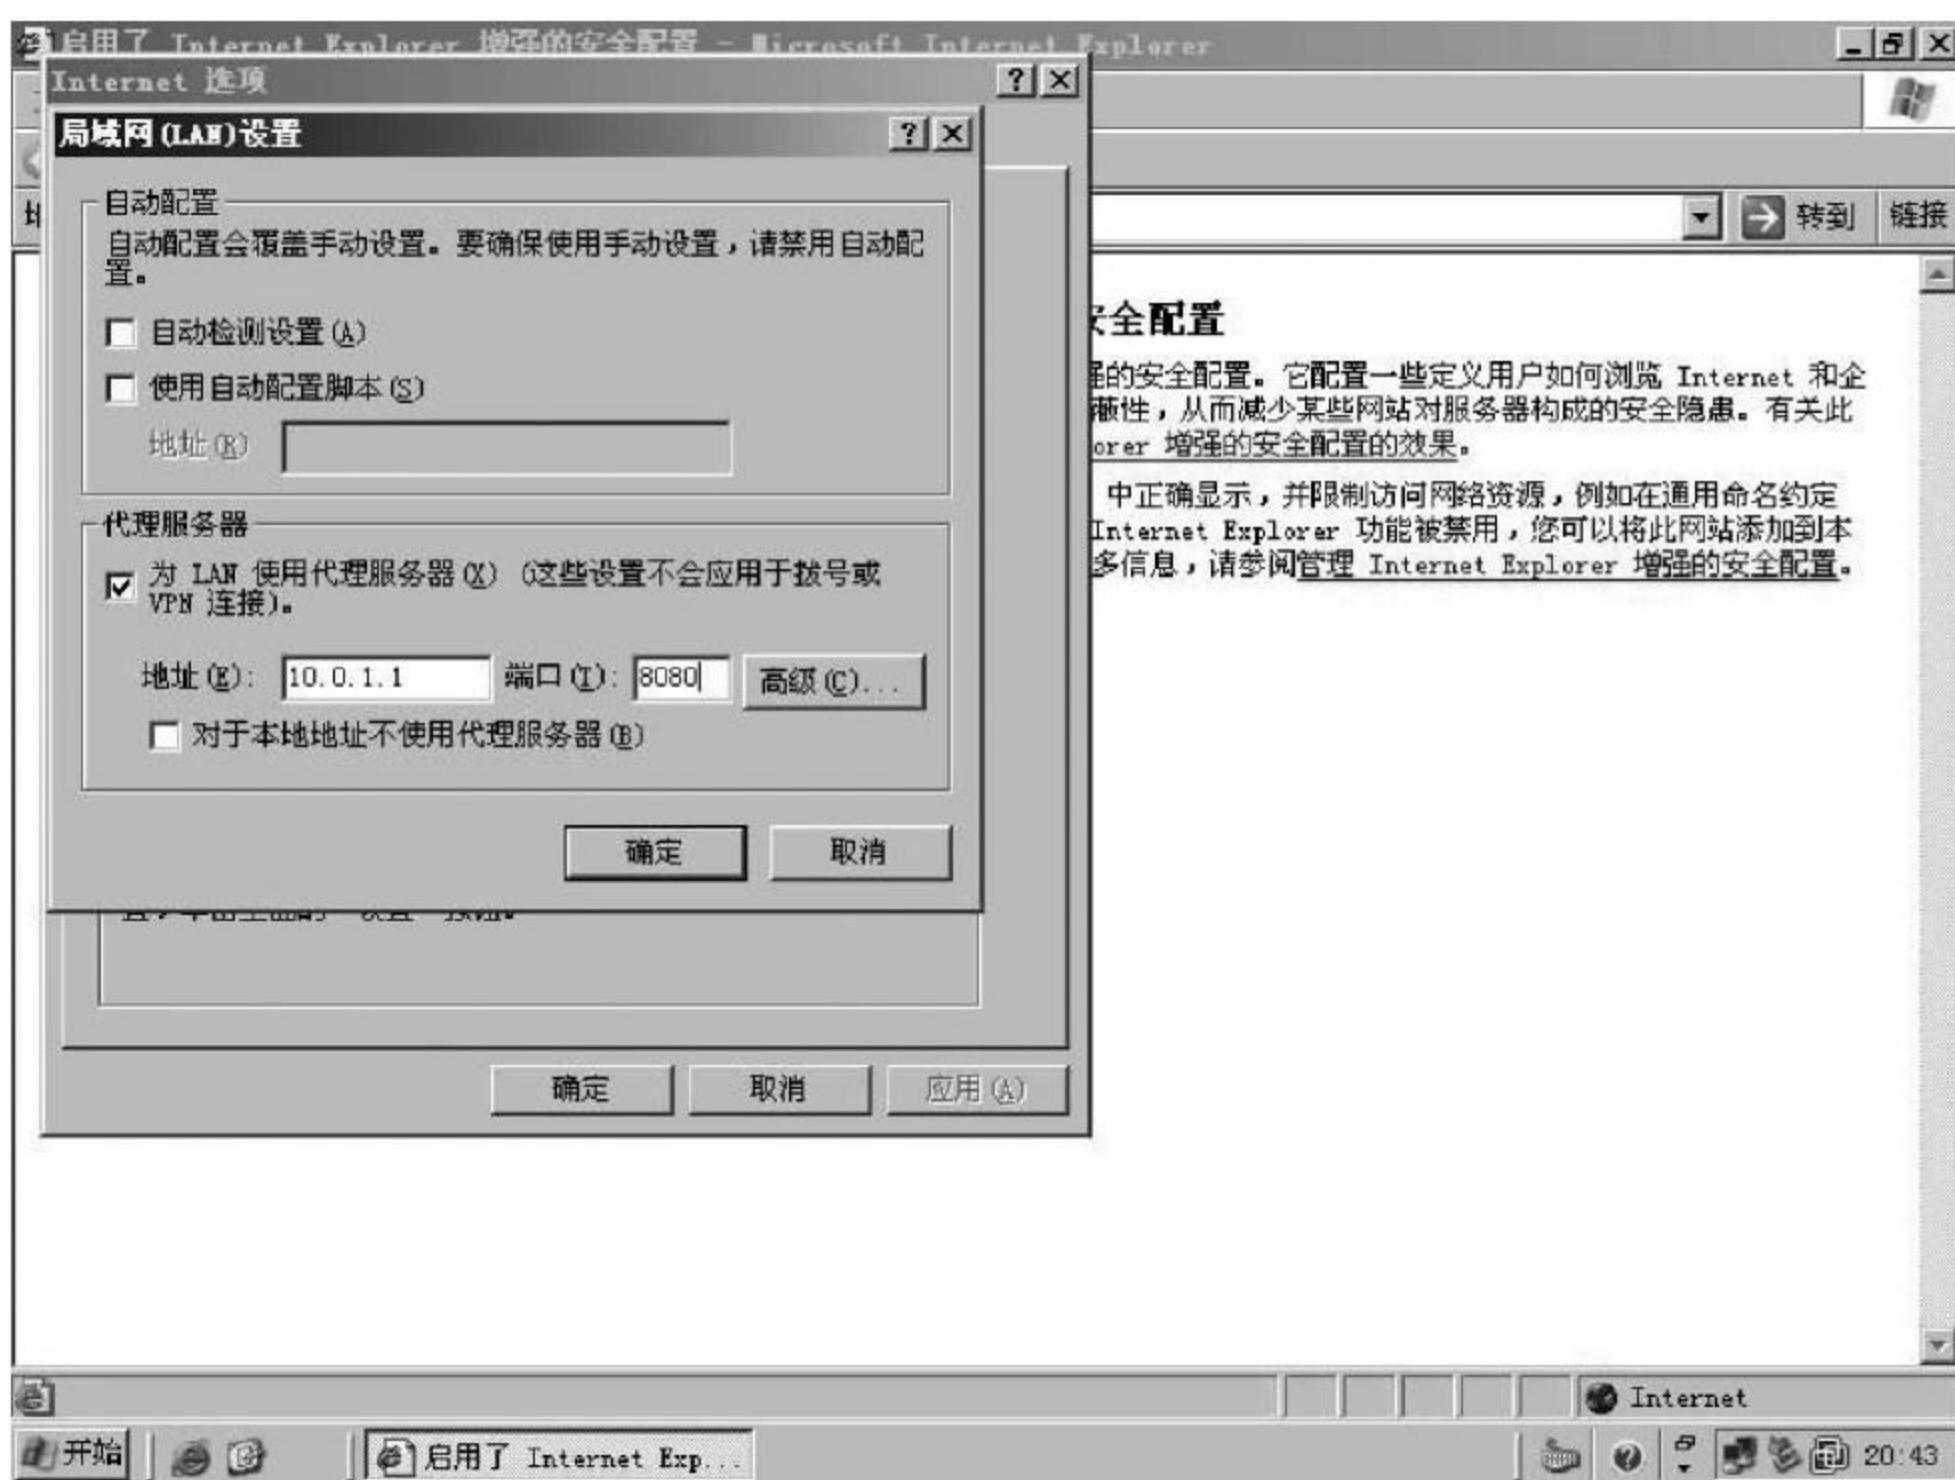 启用了 Internet Explorer 增强的安全配置 - Microsoft Internet Explorer
Internet 选项
局域网(LAN)设置
自动配置
自动配置会覆盖手动设置。要确保使用手动设置，请禁用自动配
置。
自动检测设置(A)
使用自动配置脚本(S)
地址(R)
代理服务器
为 LAN 使用代理服务器(X) (这些设置不会应用于拨号或
VPN 连接)。
地址(E): 10.0.1.1 端口(T): 8080 高级(C)...
对于本地地址不使用代理服务器(B)
确定 取消
确定 取消 应用(A)
转到 链接
安全配置
强的安全配置。它配置一些定义用户如何浏览 Internet 和企
蔽性，从而减少某些网站对服务器构成的安全隐患。有关此
orer 增强的安全配置的效果。
中正确显示，并限制访问网络资源，例如在通用命名约定
Internet Explorer 功能被禁用，您可以将此网站添加到本
多信息，请参阅管理 Internet Explorer 增强的安全配置。
Internet
开始 启用了 Internet Exp... 20:43